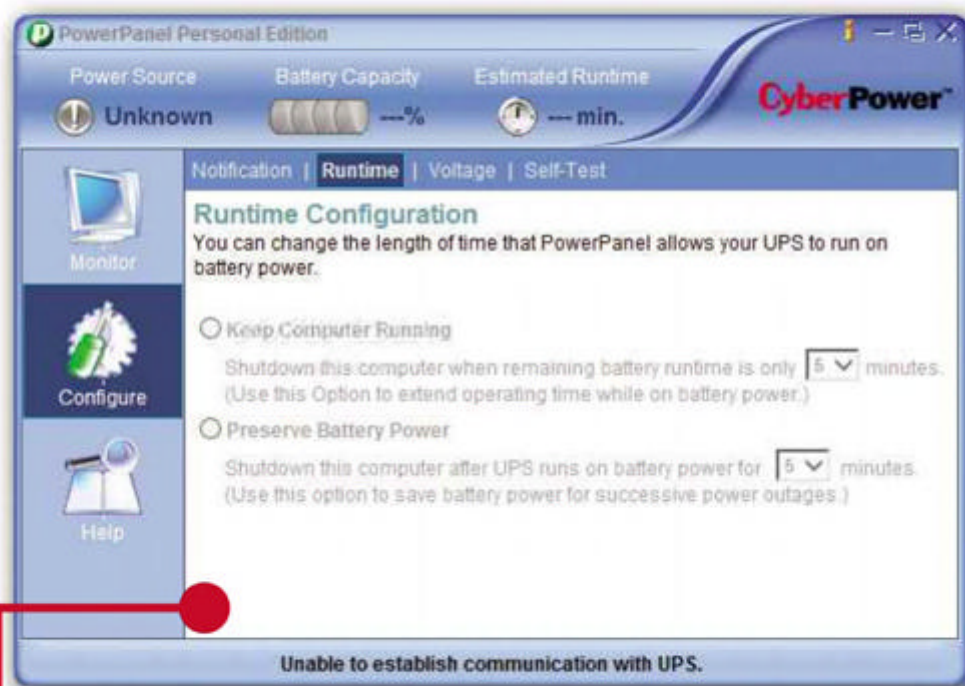 PowerPanel Personal Edition
Power Source Battery Capacity Estimated Runtime
Unknown ---% --- min.
CyberPower™
Notification | Runtime | Voltage | Self-Test
Runtime Configuration
You can change the length of time that PowerPanel allows your UPS to run on
battery power.
Keep Computer Running
Shutdown this computer when remaining battery runtime is only 5 minutes.
(Use this Option to extend operating time while on battery power.)
Preserve Battery Power
Shutdown this computer after UPS runs on battery power for 5 minutes.
(Use this option to save battery power for successive power outages.)
Monitor
Configure
Help
Unable to establish communication with UPS.